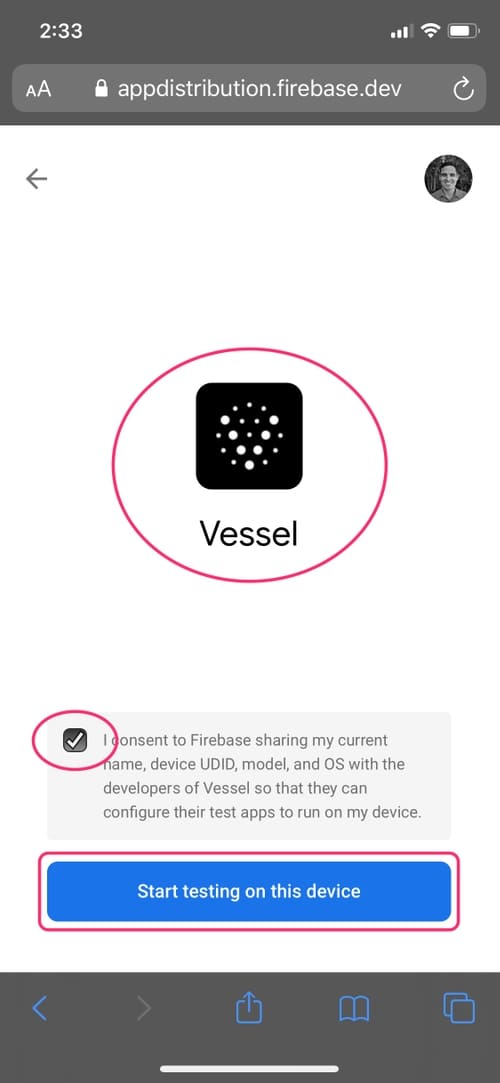 2:33
AA appdistribution.firebase.dev
Vessel
I consent to Firebase sharing my current
name, device UDID, model, and OS with the
developers of Vessel so that they can
configure their test apps to run on my device.
Start testing on this device